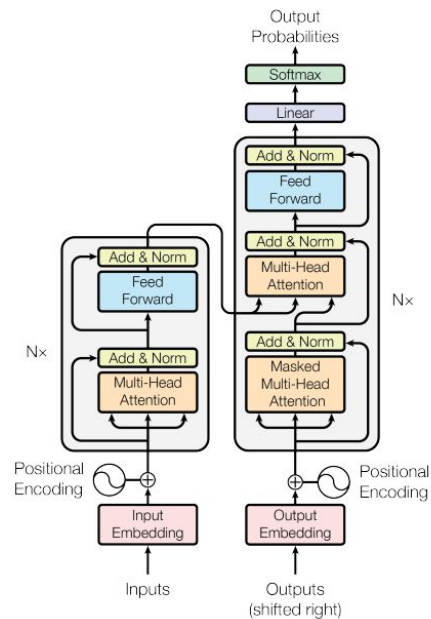 Output
Probabilities
Softmax
Linear
Add & Norm
Feed
Forward
Add & Norm
Multi-Head
Attention
Add & Norm
Masked
Multi-Head
Attention
N×
Add & Norm
Feed
Forward
Add & Norm
Multi-Head
Attention
N×
Positional
Encoding
Positional
Encoding
Input
Embedding
Output
Embedding
Inputs
Outputs
(shifted right)